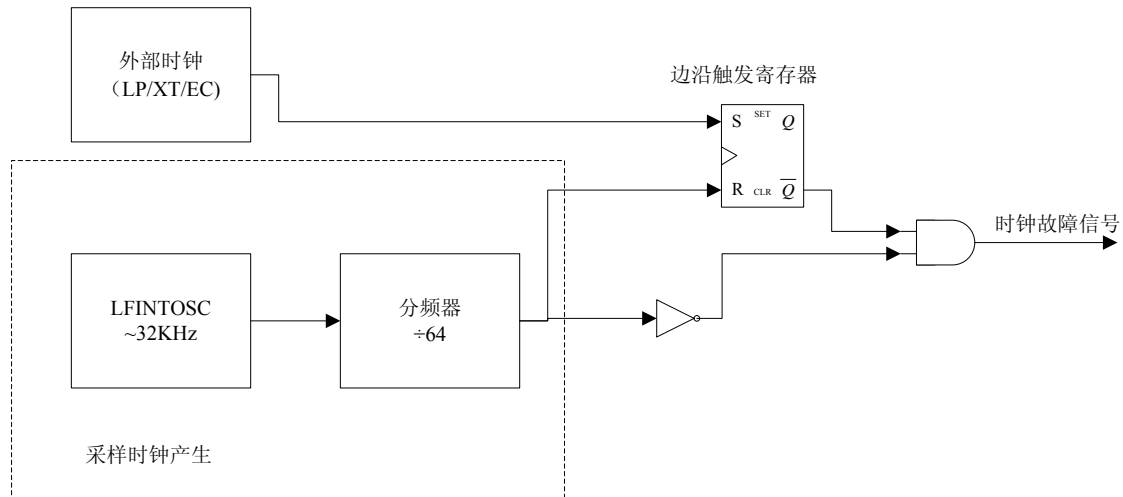 外部时钟
（LP/XT/EC)
边沿触发寄存器
S SET Q
R CLR Q
时钟故障信号
LFINTOSC
~32KHz
分频器
÷64
采样时钟产生